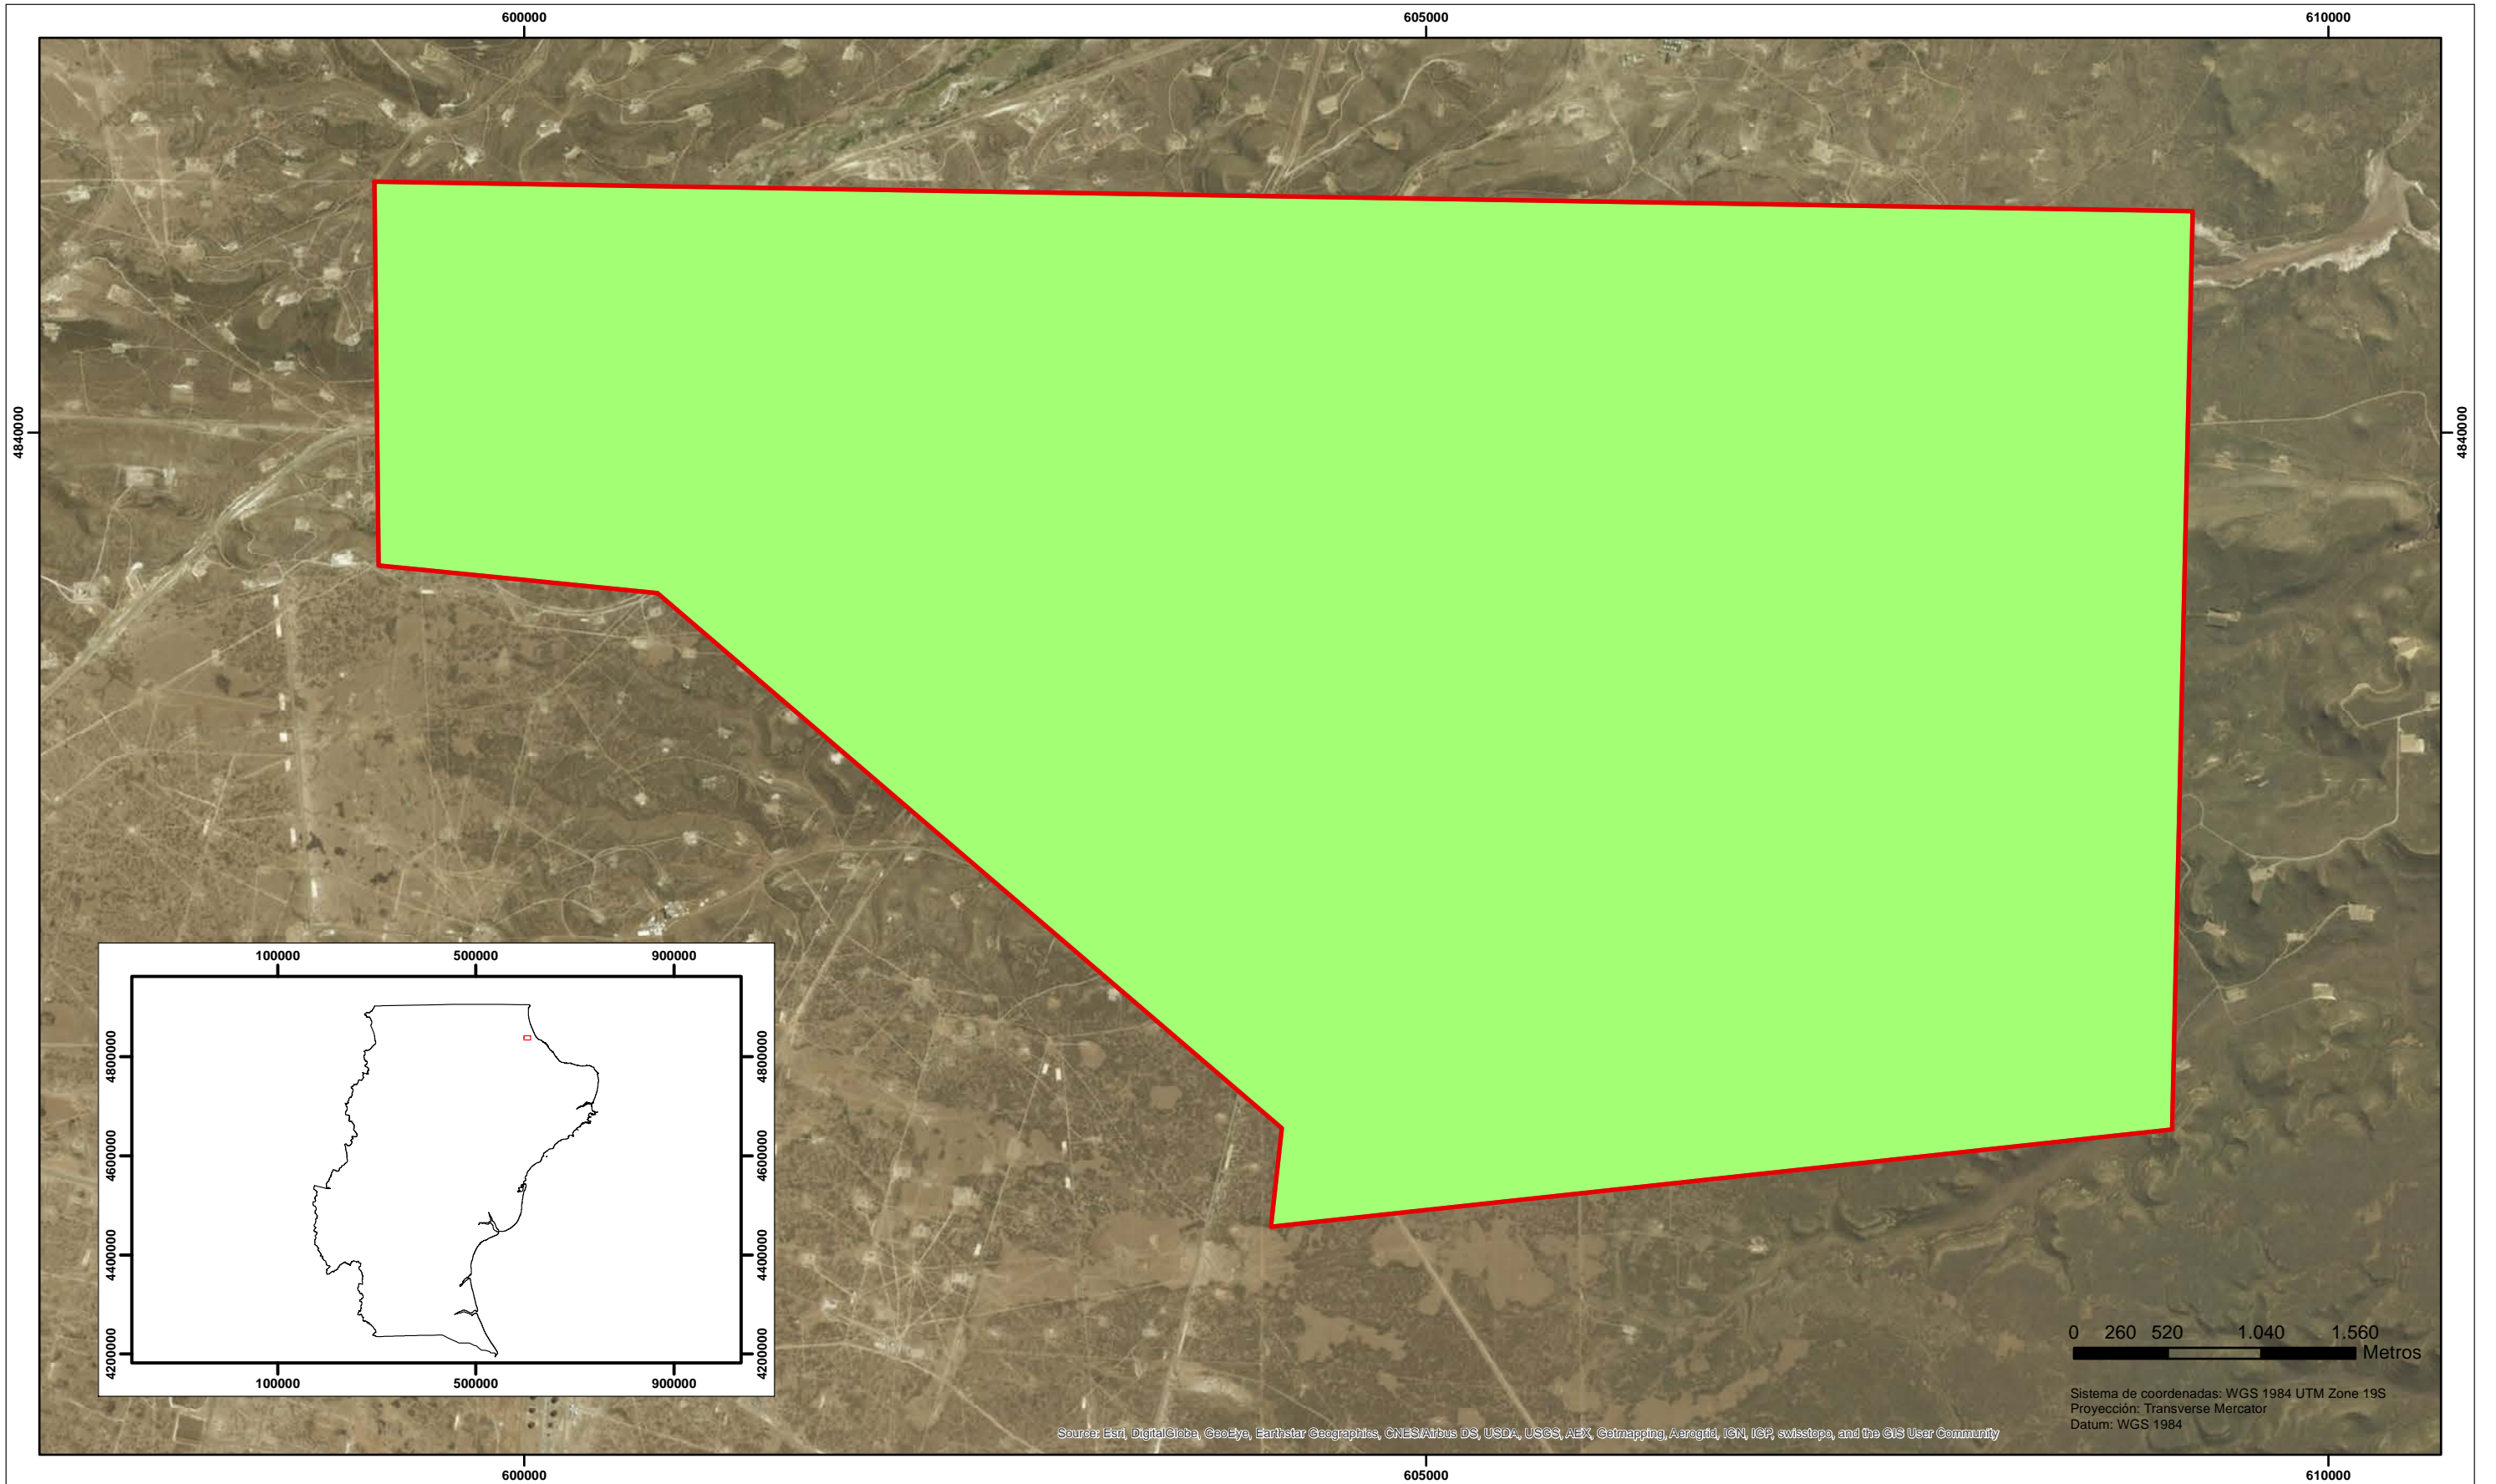 600000 605000 610000
4840000 4840000
100000 500000 900000
4800000 4800000
4600000 4600000
4400000 4400000
4200000 4200000
100000 500000 900000
0 260 520 1.040 1.560
Metros
Sistema de coordenadas: WGS 1984 UTM Zone 19S
Proyección: Transverse Mercator
Datum: WGS 1984
Source: Esri, DigitalGlobe, GeoEye, Earthstar Geographics, CNES/Airbus DS, USDA, USGS, AEX, Getmapping, Aerogrid, IGN, IGP, swisstopo, and the GIS User Community
600000 605000 610000